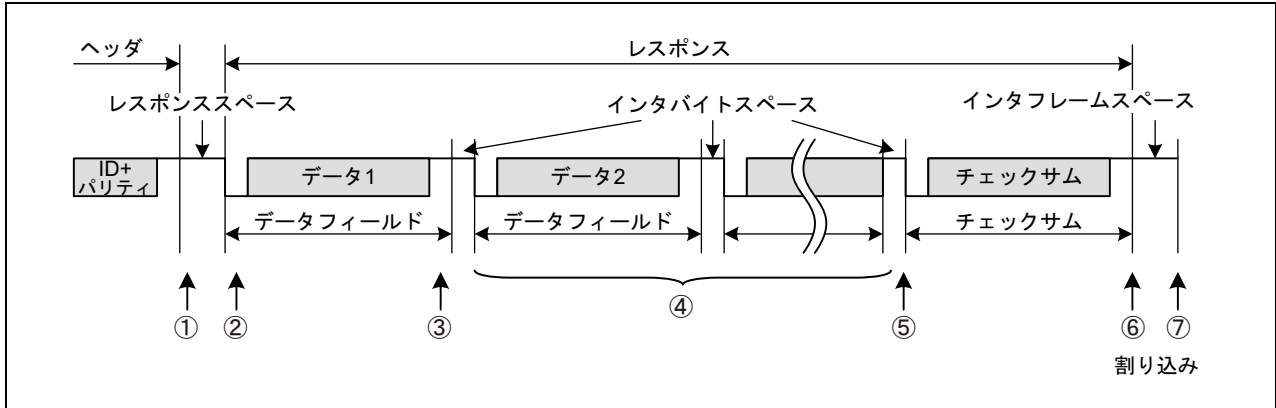 ヘッダ
レスポンス
レスポンススペース
インタバイトスペース
インタフレームスペース
ID+
パリティ
データ1
データ2
チェックサム
データフィールド
データフィールド
チェックサム
①
②
③
④
⑤
⑥
⑦
割り込み